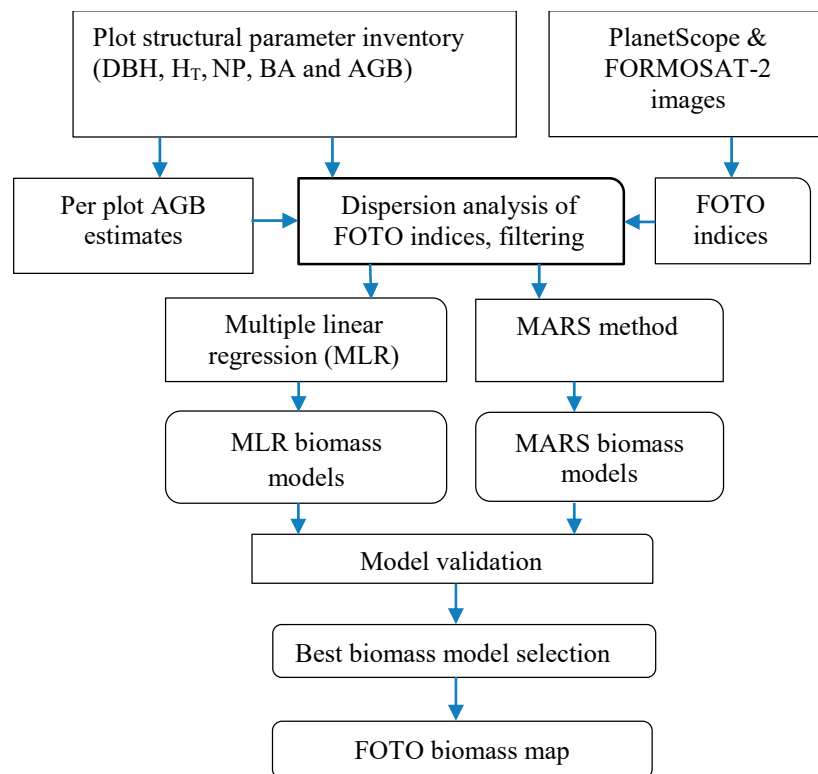 Plot structural parameter inventory
(DBH, HT, NP, BA and AGB)
PlanetScope &
FORMOSAT-2
images
Per plot AGB
estimates
Dispersion analysis of
FOTO indices, filtering
FOTO
indices
Multiple linear
regression (MLR)
MARS method
MLR biomass
models
MARS biomass
models
Model validation
Best biomass model selection
FOTO biomass map